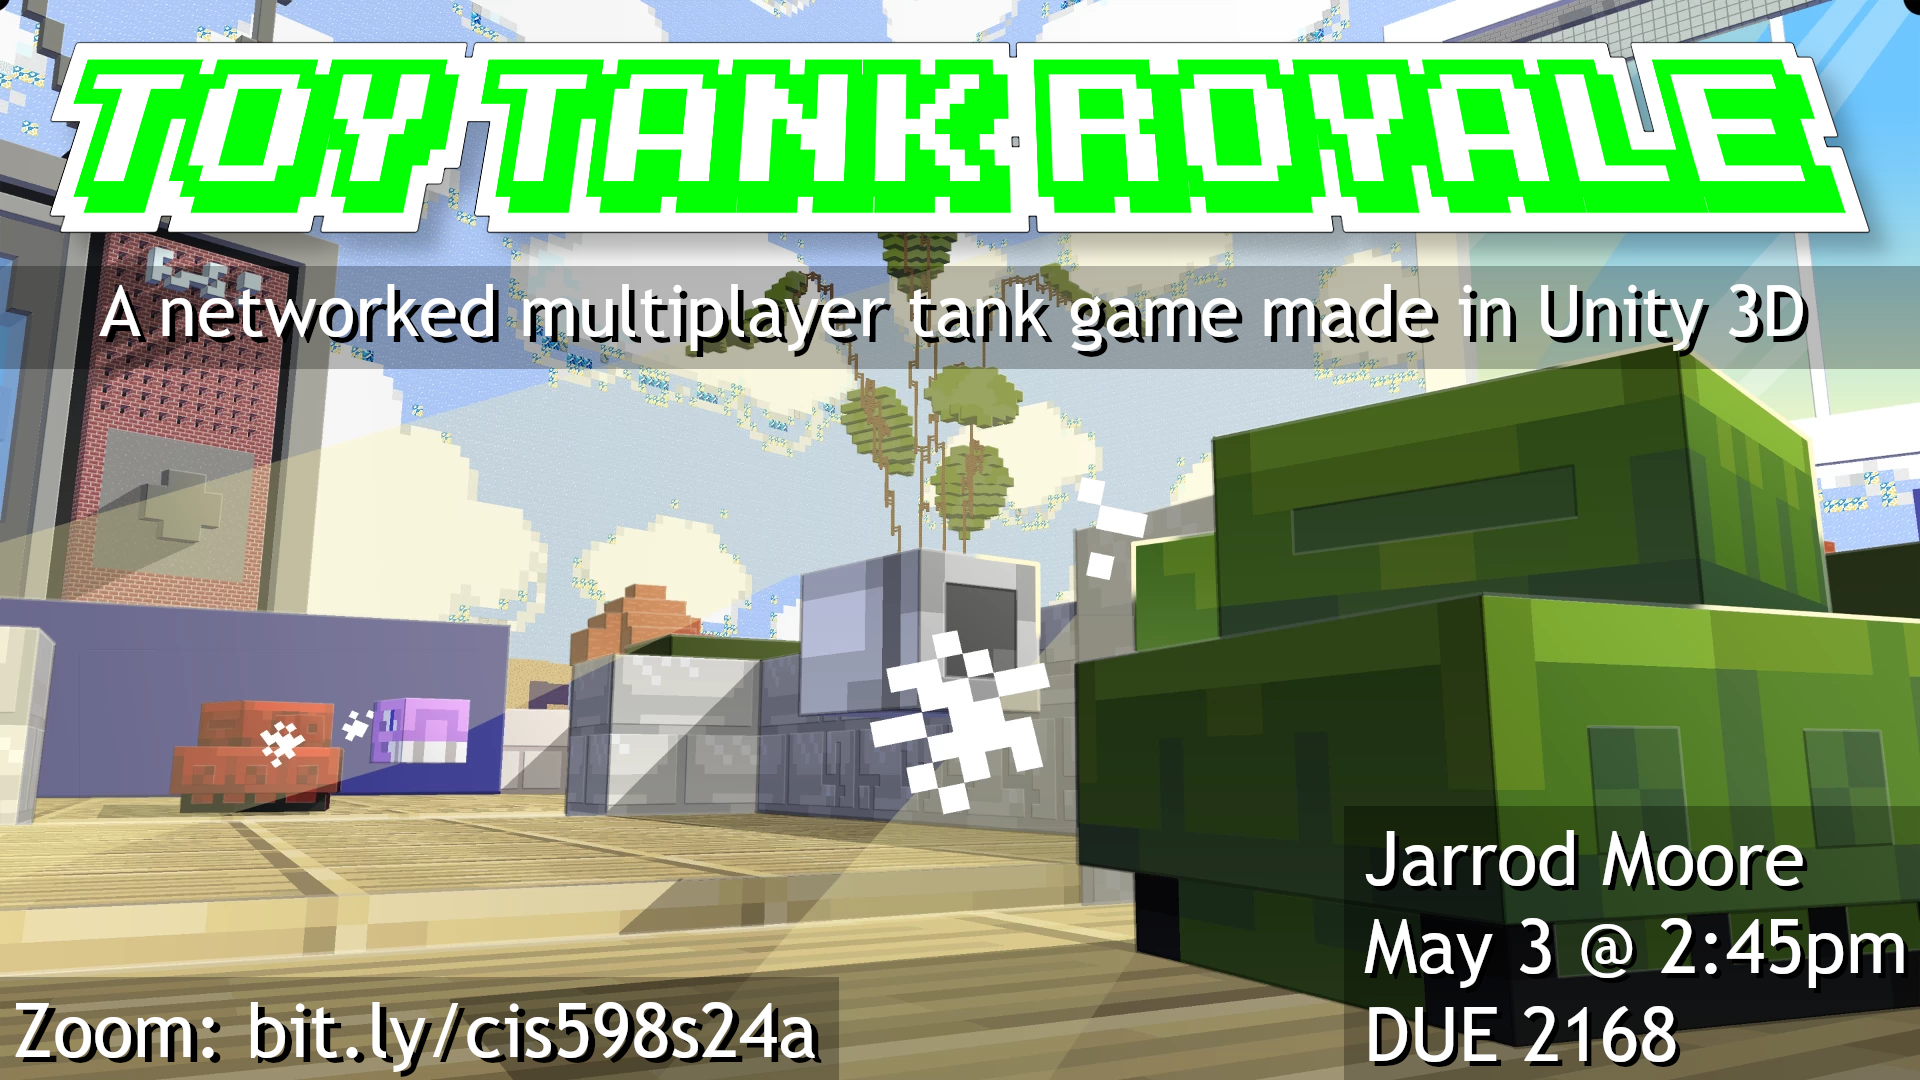 TOY TANK ROYALE
A networked multiplayer tank game made in Unity 3D
Jarrod Moore
May 3 @ 2:45pm
DUE 2168
Zoom: bit.ly/cis598s24a